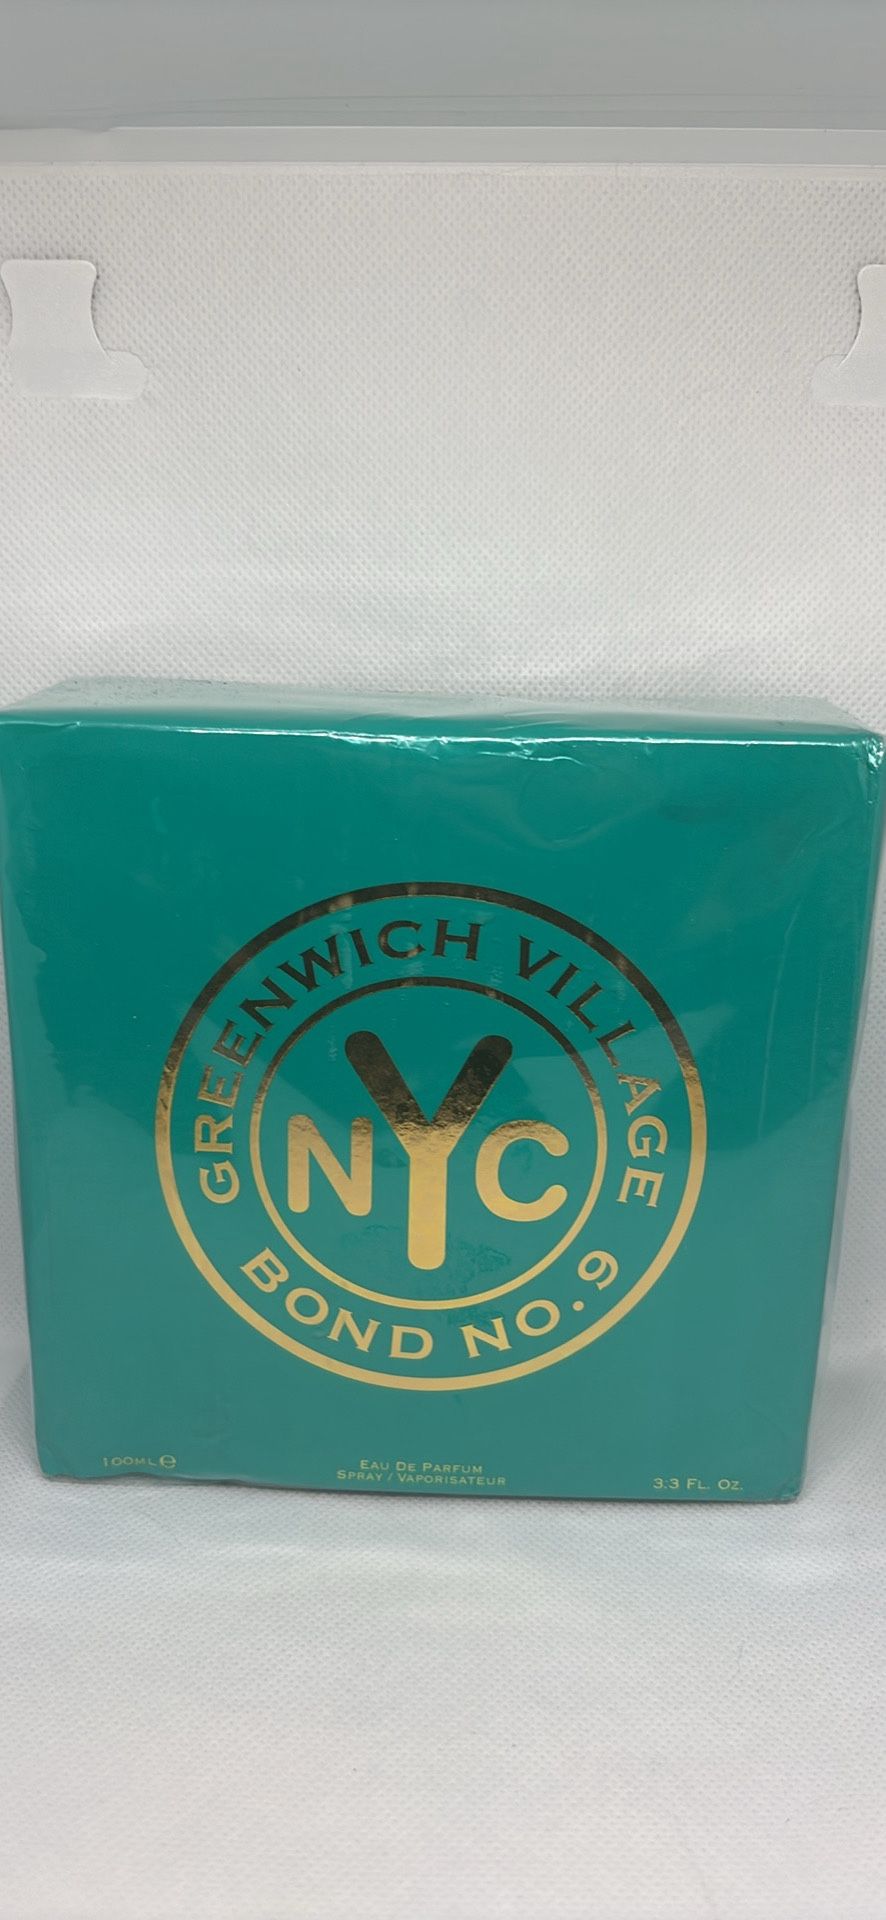 GREENWICH VILLAGE
NYC
BOND NO. 9
100ML℮
EAU DE PARFUM
SPRAY / VAPORISATEUR
3.3 FL. OZ.